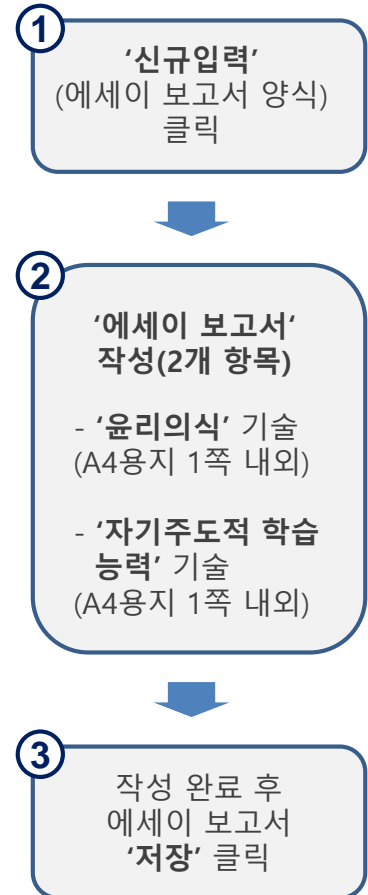 1
‘신규입력’
(에세이 보고서 양식)
클릭
2
‘에세이 보고서‘
작성(2개 항목)
- ‘윤리의식’ 기술
(A4용지 1쪽 내외)
- ‘자기주도적 학습
능력’ 기술
(A4용지 1쪽 내외)
3
작성 완료 후
에세이 보고서
‘저장’ 클릭